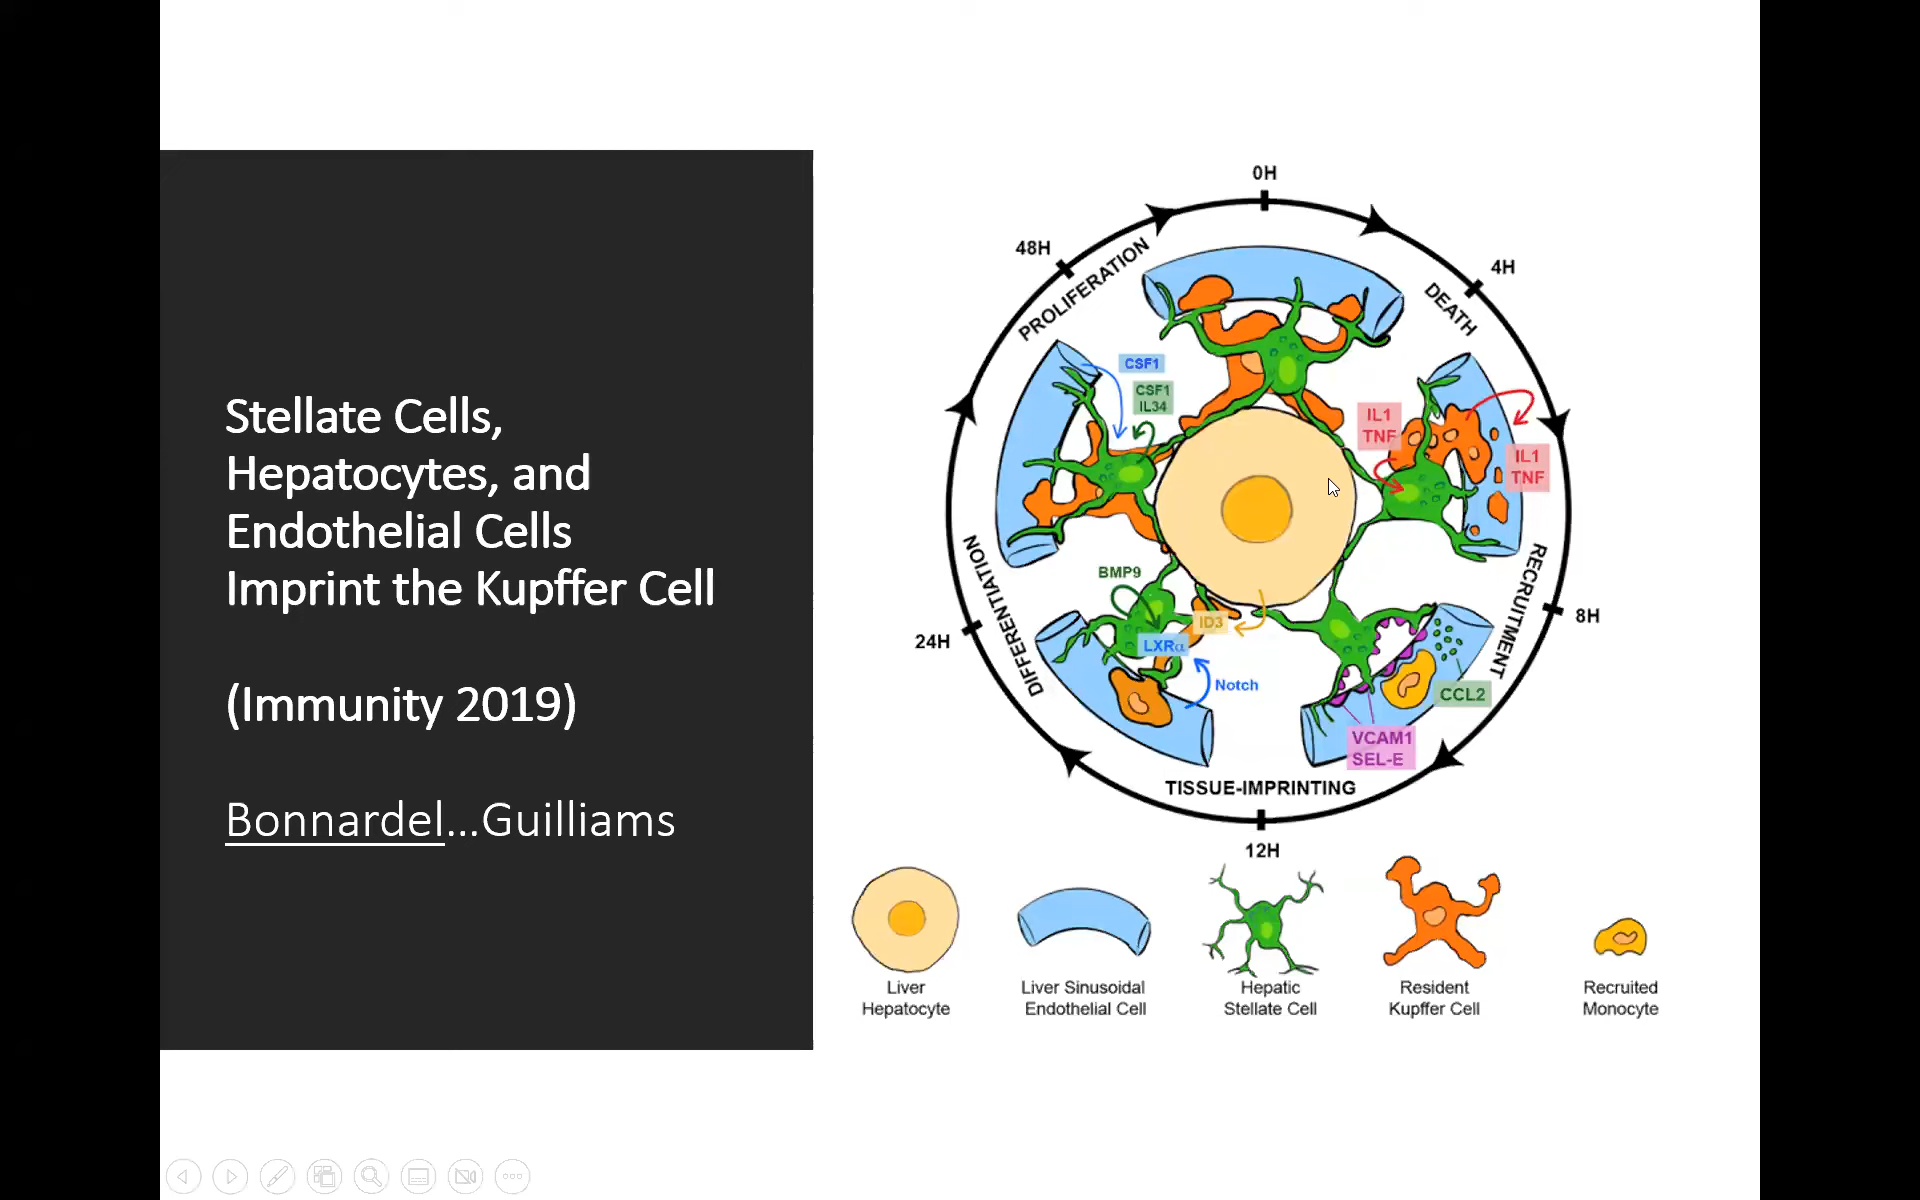 Stellate Cells,
Hepatocytes, and
Endothelial Cells
Imprint the Kupffer Cell
(Immunity 2019)
Bonnardel...Guilliams
0H
4H
8H
12H
24H
48H
DEATH
RECRUITMENT
TISSUE-IMPRINTING
DIFFERENTIATION
PROLIFERATION
CSF1
CSF1
IL34
IL1
TNF
IL1
TNF
BMP9
ID3
LXRα
Notch
CCL2
VCAM1
SEL-E
Liver
Hepatocyte
Liver Sinusoidal
Endothelial Cell
Hepatic
Stellate Cell
Resident
Kupffer Cell
Recruited
Monocyte